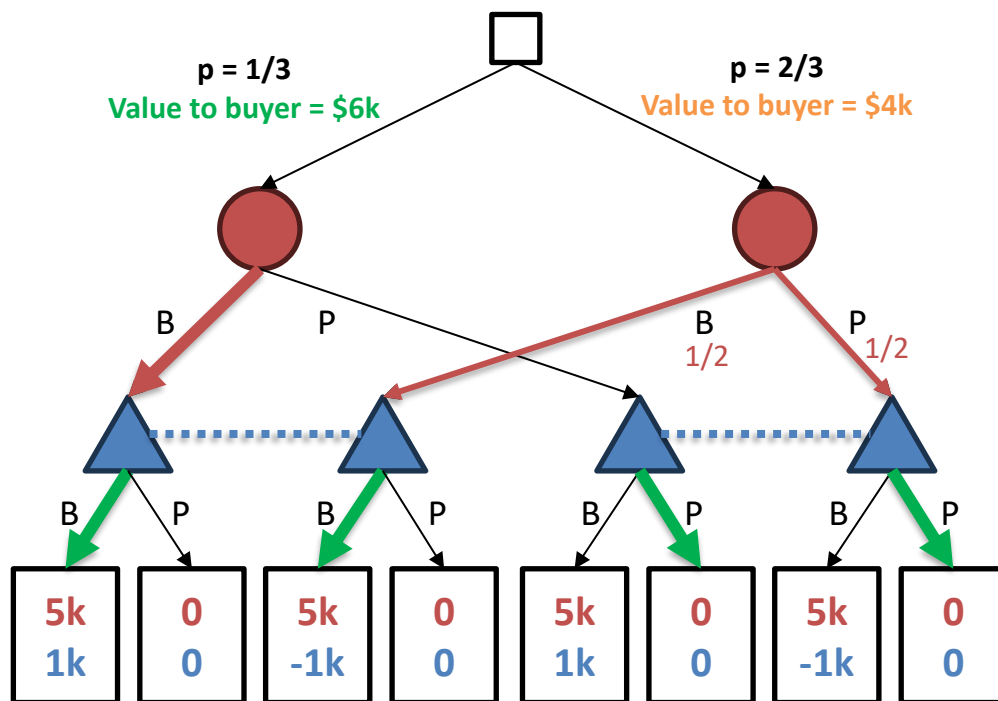 p = 1/3
Value to buyer = $6k
p = 2/3
Value to buyer = $4k
B
P
B
1/2
P
1/2
B
P
B
P
B
P
B
P
5k
1k
0
0
5k
-1k
0
0
5k
1k
0
0
5k
-1k
0
0